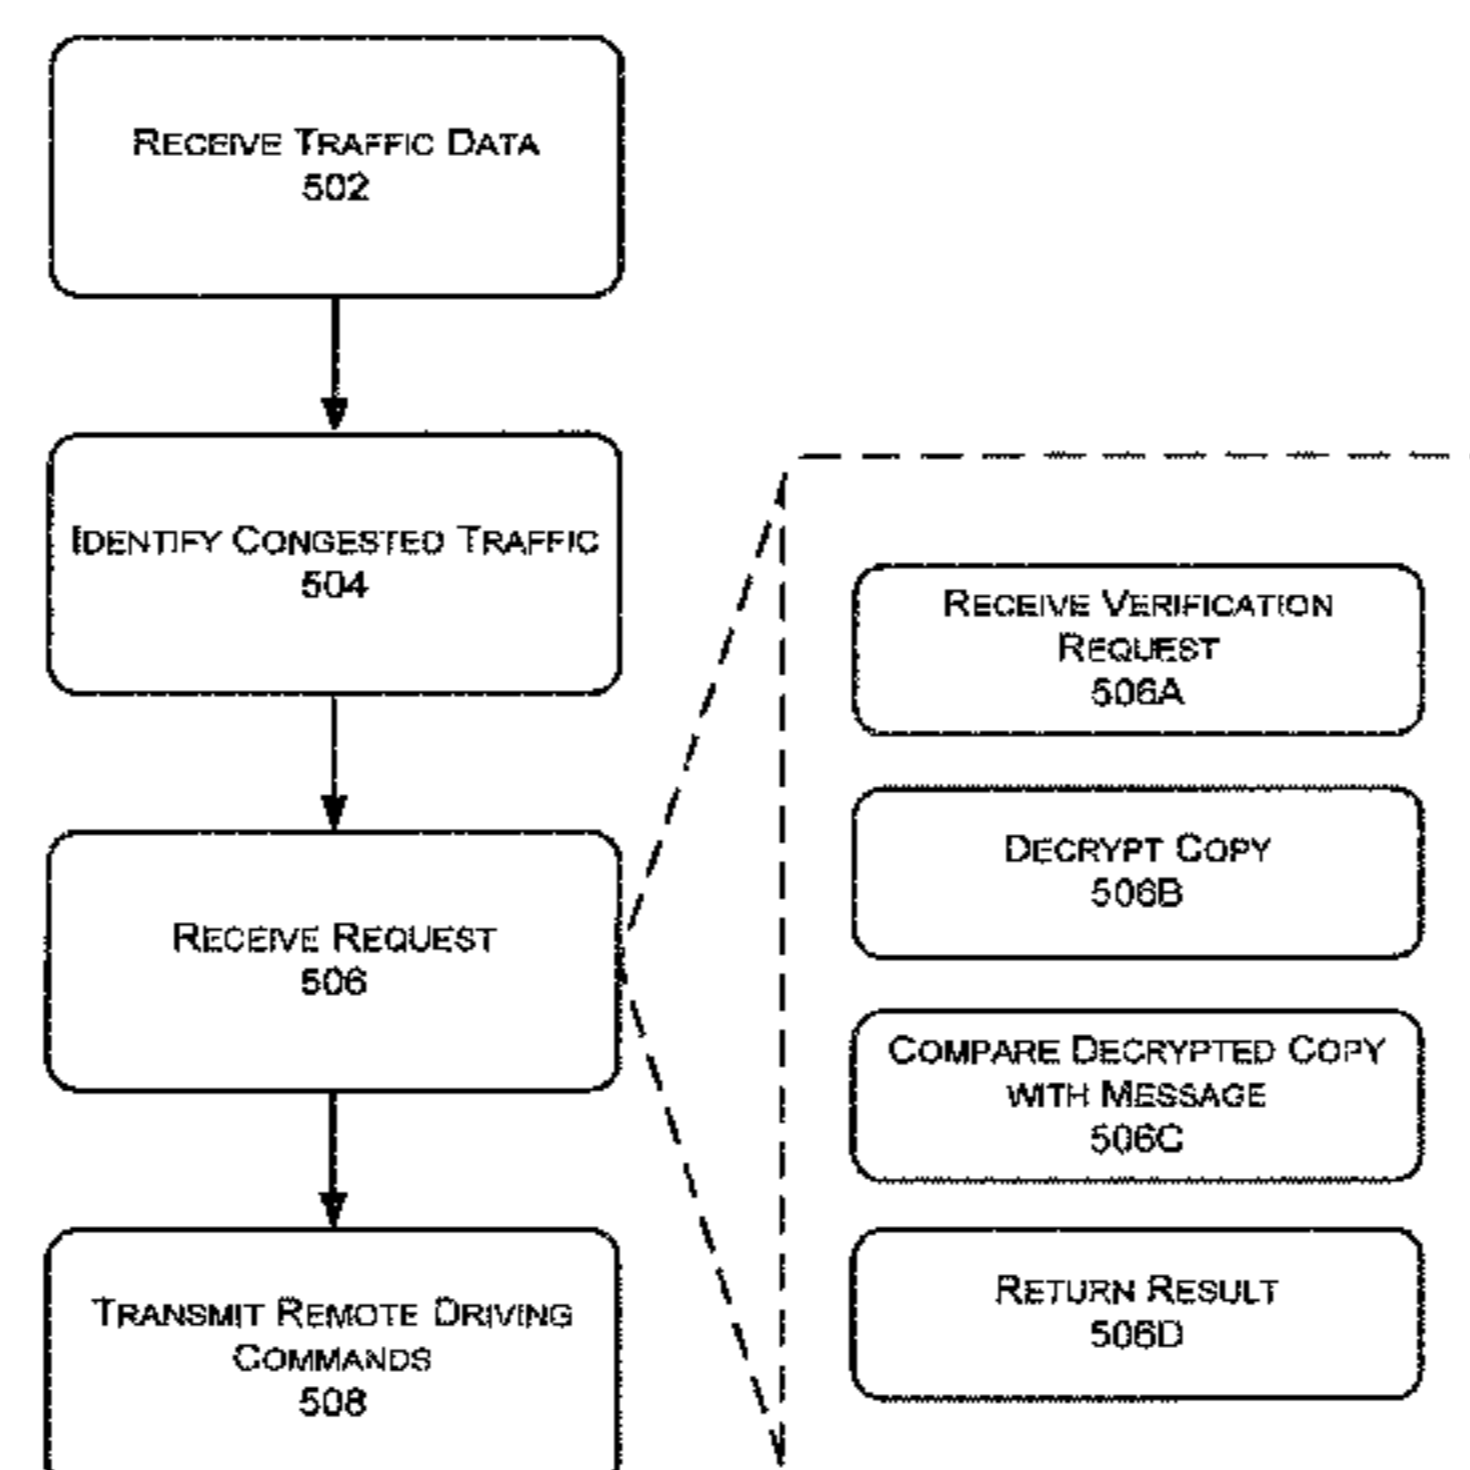 RECEIVE TRAFFIC DATA
502
IDENTIFY CONGESTED TRAFFIC
504
RECEIVE REQUEST
506
TRANSMIT REMOTE DRIVING
COMMANDS
508
RECEIVE VERIFICATION
REQUEST
506A
DECRYPT COPY
506B
COMPARE DECRYPTED COPY
WITH MESSAGE
506C
RETURN RESULT
506D